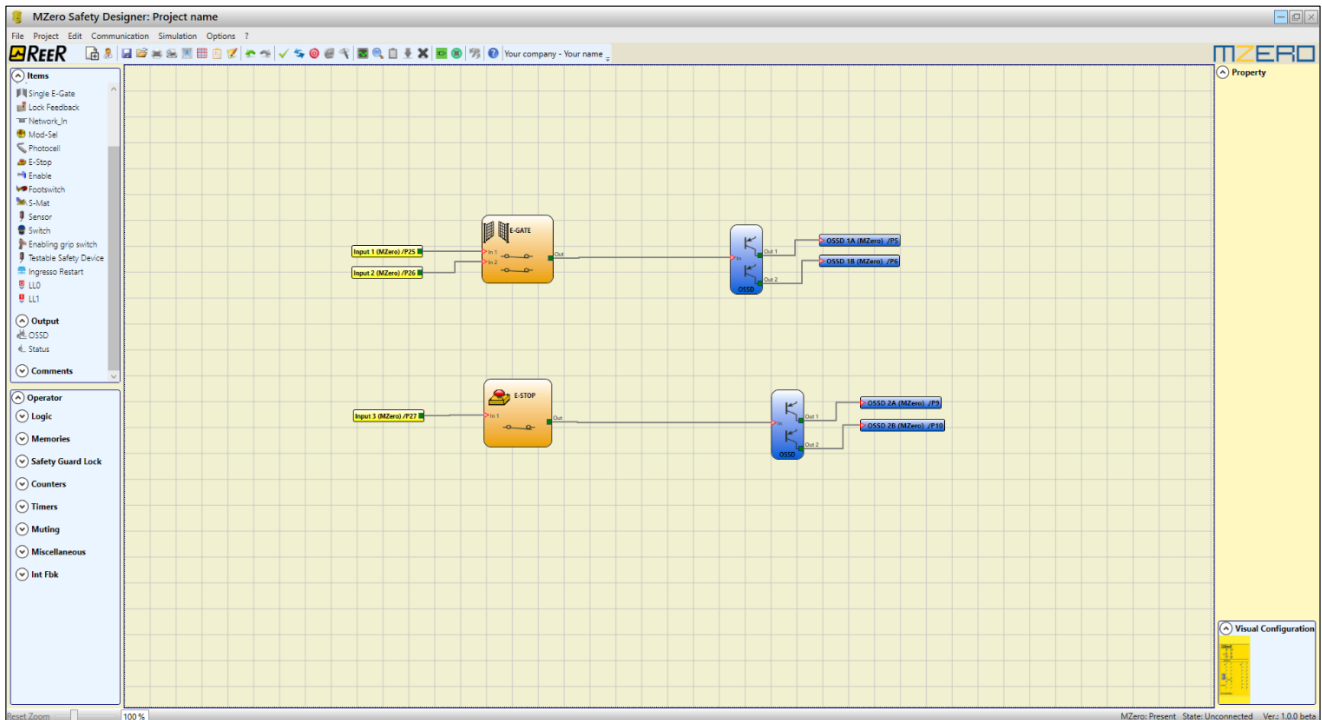 MZero Safety Designer: Project name
File Project Edit Communication Simulation Options ?
REER
Your company - Your name
MZERO
Items
Single E-Gate
Lock Feedback
Network_In
Mod-Sel
Photocell
E-Stop
Enable
Footswitch
S-Mat
Sensor
Switch
Enabling grip switch
Testable Safety Device
Ingresso Restart
LL0
LL1
Output
OSSD
Status
Comments
Operator
Logic
Memories
Safety Guard Lock
Counters
Timers
Muting
Miscellaneous
Int Fbk
Input 1 (MZero) /P25
Input 2 (MZero) /P26
E-GATE
In 1
In 2
Out
In
Out 1
Out 2
OSSD
OSSD 1A (MZero) /P5
OSSD 1B (MZero) /P6
Input 3 (MZero) /P27
E-STOP
In 1
Out
In
Out 1
Out 2
OSSD
OSSD 2A (MZero) /P9
OSSD 2B (MZero) /P10
Property
Visual Configuration
Reset Zoom
100 %
MZero: Present State: Unconnected Ver.: 1.0.0 beta